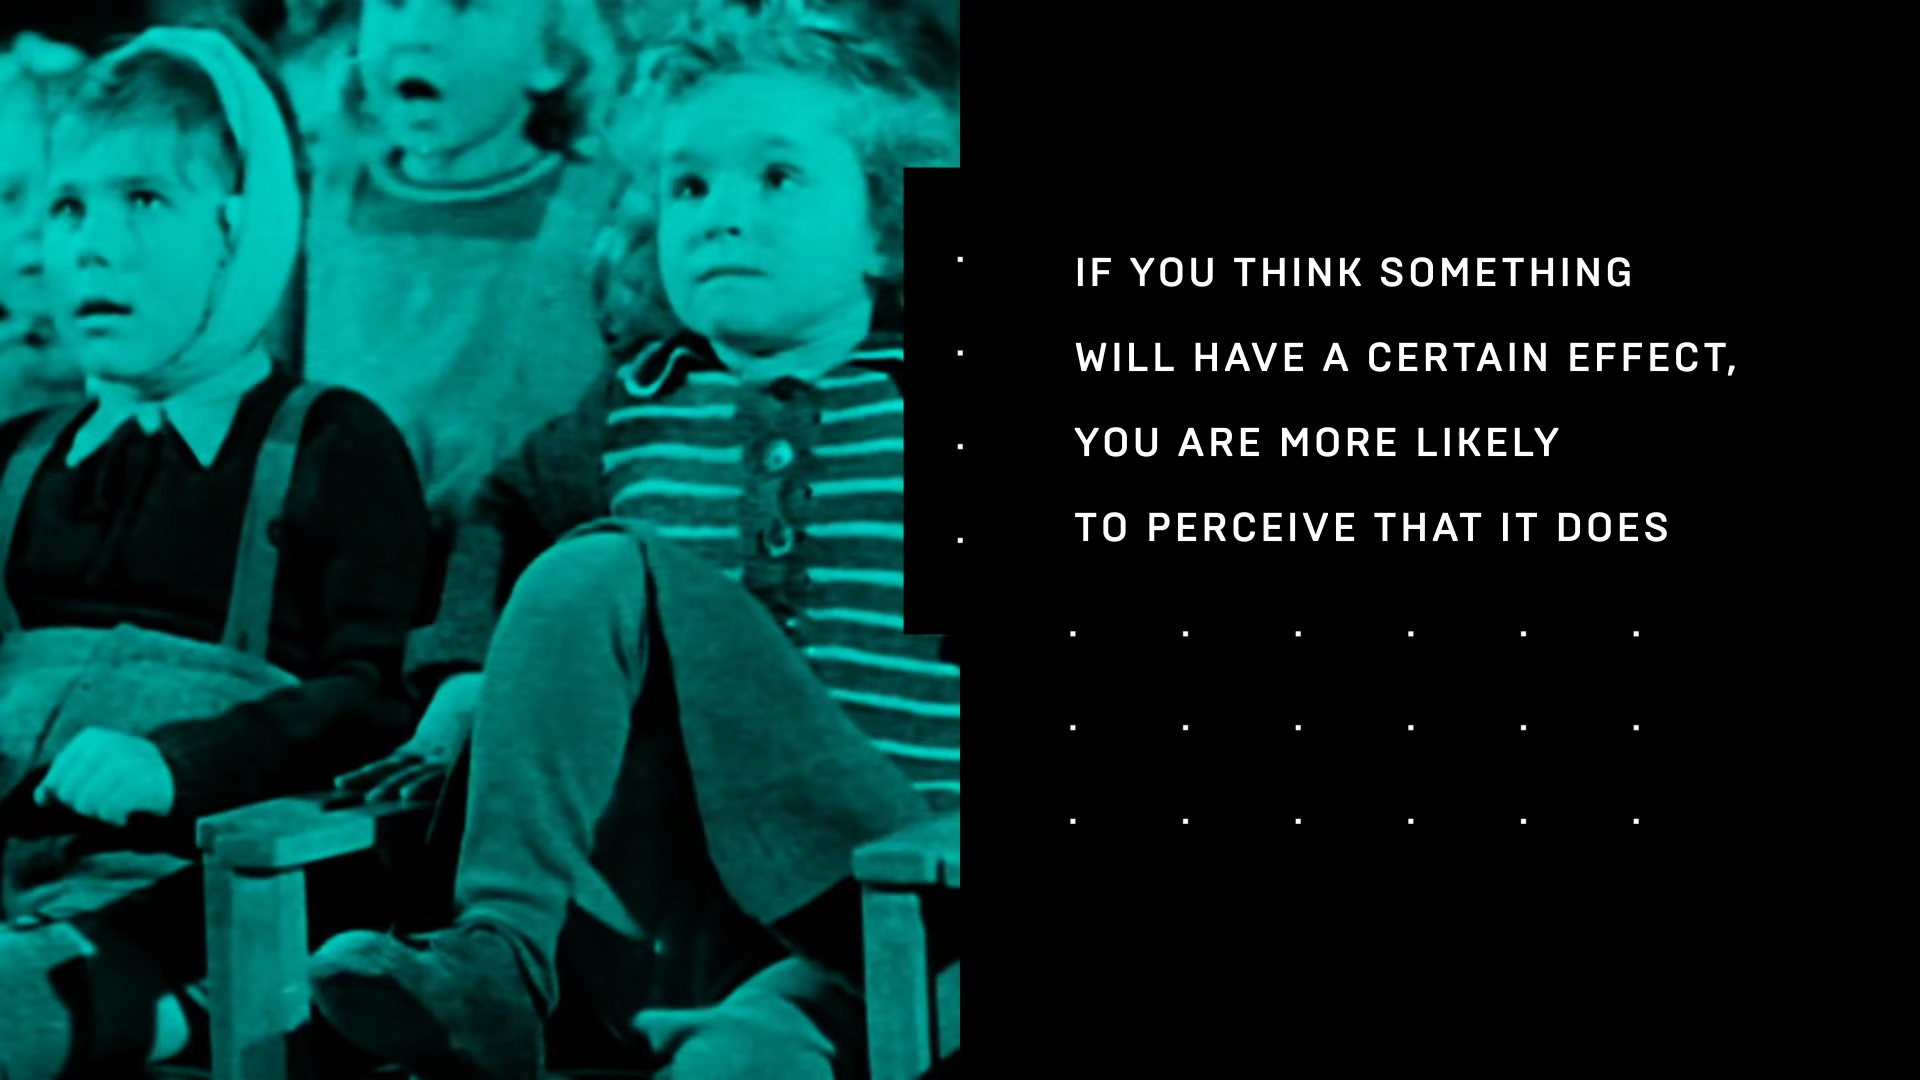 IF YOU THINK SOMETHING
WILL HAVE A CERTAIN EFFECT,
YOU ARE MORE LIKELY
TO PERCEIVE THAT IT DOES